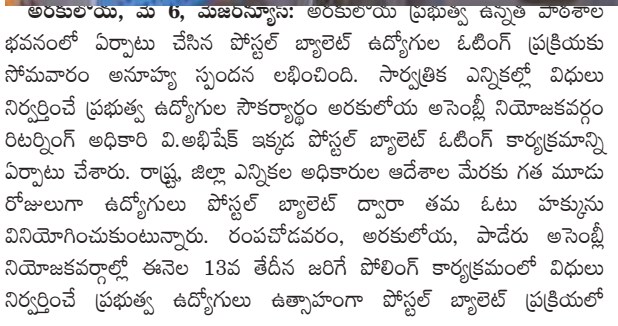 అరకులోయ, మే 6, మేజర్‌న్యూస్: అరకులోయ ప్రభుత్వ ఉన్నత పాఠశాల
భవనంలో ఏర్పాటు చేసిన పోస్టల్ బ్యాలెట్ ఉద్యోగుల ఓటింగ్ ప్రక్రియకు
సోమవారం అనూహ్య స్పందన లభించింది. సార్వత్రిక ఎన్నికల్లో విధులు
నిర్వర్తించే ప్రభుత్వ ఉద్యోగుల సౌకర్యార్థం అరకులోయ అసెంబ్లీ నియోజకవర్గం
రిటర్నింగ్ అధికారి వి.అభిషేక్ ఇక్కడ పోస్టల్ బ్యాలెట్ ఓటింగ్ కార్యక్రమాన్ని
ఏర్పాటు చేశారు. రాష్ట్ర, జిల్లా ఎన్నికల అధికారుల ఆదేశాల మేరకు గత మూడు
రోజులుగా ఉద్యోగులు పోస్టల్ బ్యాలెట్ ద్వారా తమ ఓటు హక్కును
వినియోగించుకుంటున్నారు. రంపచోడవరం, అరకులోయ, పాడేరు అసెంబ్లీ
నియోజకవర్గాల్లో ఈనెల 13వ తేదీన జరిగే పోలింగ్ కార్యక్రమంలో విధులు
నిర్వర్తించే ప్రభుత్వ ఉద్యోగులు ఉత్సాహంగా పోస్టల్ బ్యాలెట్ ప్రక్రియలో